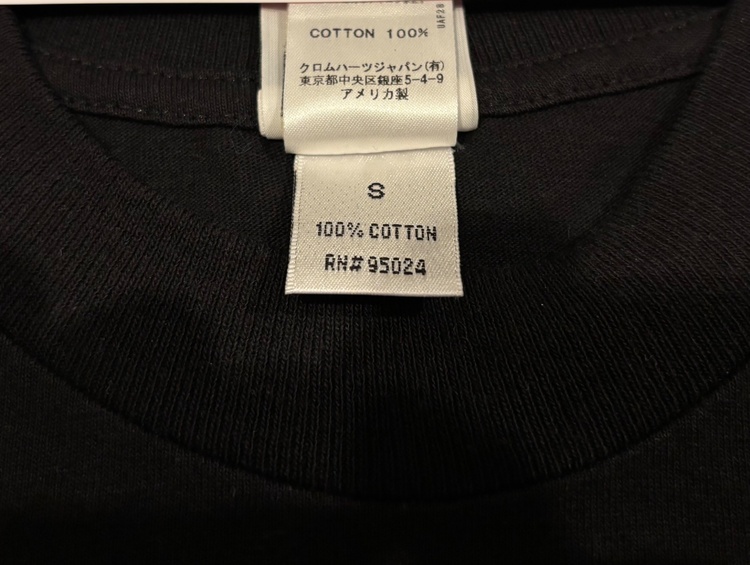 COTTON 100%
UAF28
クロムハーツジャパン(有)
東京都中央区銀座5-4-9
アメリカ製
S
100% COTTON
RN# 95024